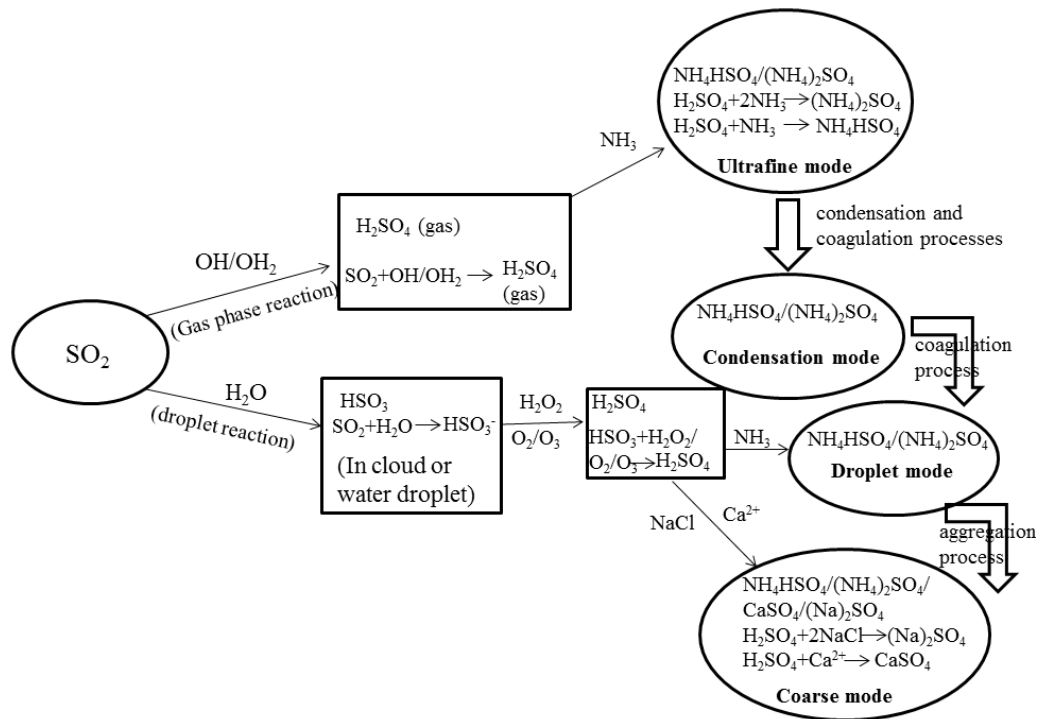 NH₄HSO₄/(NH₄)₂SO₄
H₂SO₄+2NH₃→(NH₄)₂SO₄
H₂SO₄+NH₃ → NH₄HSO₄
Ultrafine mode
NH₃
condensation and
coagulation processes
H₂SO₄ (gas)
SO₂+OH/OH₂ → H₂SO₄
(gas)
OH/OH₂
(Gas phase reaction)
SO₂
NH₄HSO₄/(NH₄)₂SO₄
Condensation mode
coagulation
process
H₂O
(droplet reaction)
HSO₃
SO₂+H₂O→HSO₃⁻
(In cloud or
water droplet)
H₂O₂
O₂/O₃
H₂SO₄
HSO₃+H₂O₂/
O₂/O₃→H₂SO₄
NH₃
NH₄HSO₄/(NH₄)₂SO₄
Droplet mode
aggregation
process
NaCl
Ca²⁺
NH₄HSO₄/(NH₄)₂SO₄/
CaSO₄/(Na)₂SO₄
H₂SO₄+2NaCl→(Na)₂SO₄
H₂SO₄+Ca²⁺→ CaSO₄
Coarse mode